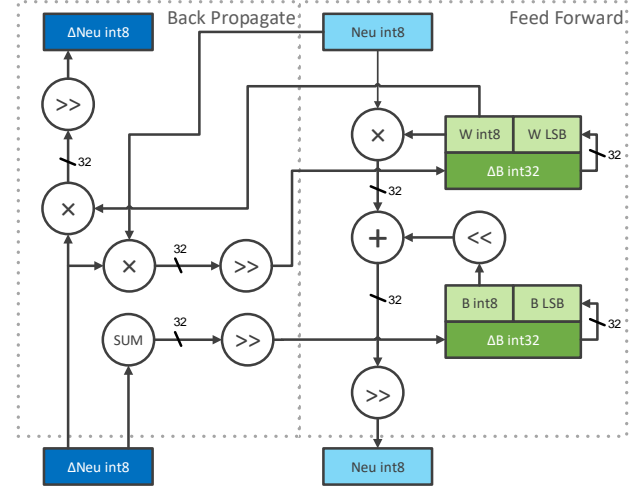 Back Propagate
Feed Forward
ΔNeu int8
Neu int8
>>
×
W int8
W LSB
32
ΔB int32
32
32
×
+
<<
×
32
>>
B int8
B LSB
32
32
SUM
32
>>
ΔB int32
>>
ΔNeu int8
Neu int8